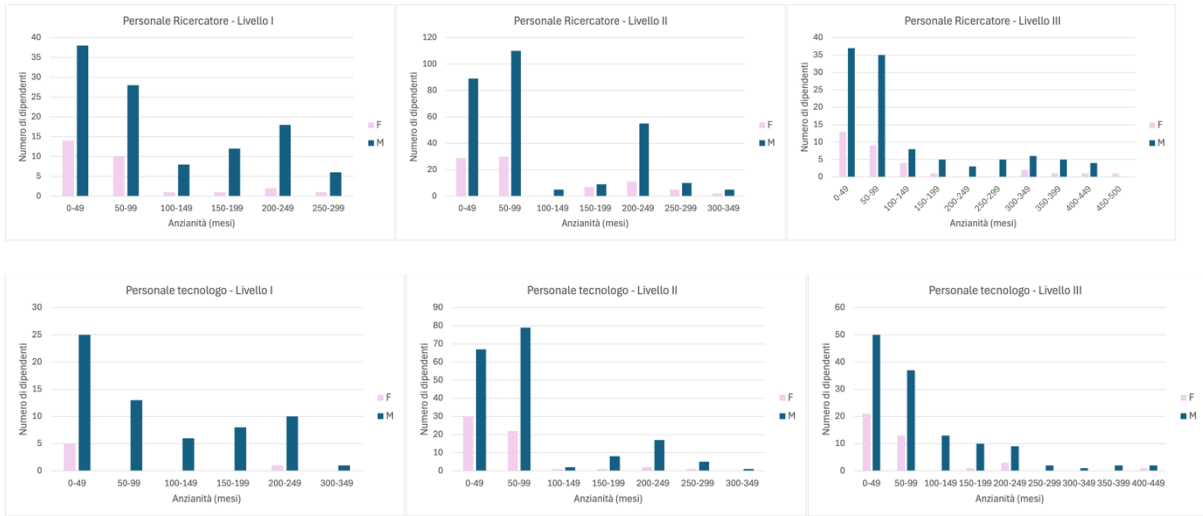 Personale Ricercatore - Livello I
Numero di dipendenti
40
35
30
25
20
15
10
5
0
0-49 50-99 100-149 150-199 200-249 250-299
Anzianità (mesi)
F
M
Personale Ricercatore - Livello II
Numero di dipendenti
120
100
80
60
40
20
0
0-49 50-99 100-149 150-199 200-249 250-299 300-349
Anzianità (mesi)
F
M
Personale Ricercatore - Livello III
Numero di dipendenti
40
35
30
25
20
15
10
5
0
0-49 50-99 100-149 150-199 200-249 250-299 300-349 350-399 400-449 450-500
Anzianità (mesi)
F
M
Personale tecnologo - Livello I
Numero di dipendenti
30
25
20
15
10
5
0
0-49 50-99 100-149 150-199 200-249 300-349
Anzianità (mesi)
F
M
Personale tecnologo - Livello II
Numero di dipendenti
90
80
70
60
50
40
30
20
10
0
0-49 50-99 100-149 150-199 200-249 250-299 300-349
Anzianità (mesi)
F
M
Personale tecnologo - Livello III
Numero di dipendenti
60
50
40
30
20
10
0
0-49 50-99 100-149 150-199 200-249 250-299 300-349 350-399 400-449
Anzianità (mesi)
F
M